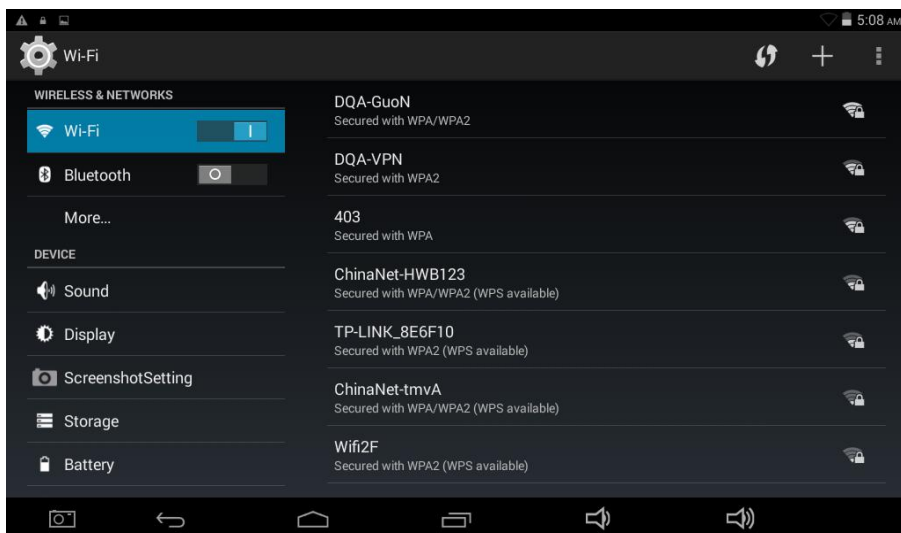 5:08 AM
Wi-Fi
WIRELESS & NETWORKS
Wi-Fi
Bluetooth
More...
DEVICE
Sound
Display
ScreenshotSetting
Storage
Battery
DQA-GuoN
Secured with WPA/WPA2
DQA-VPN
Secured with WPA2
403
Secured with WPA
ChinaNet-HWB123
Secured with WPA/WPA2 (WPS available)
TP-LINK_8E6F10
Secured with WPA2 (WPS available)
ChinaNet-tmvA
Secured with WPA/WPA2 (WPS available)
Wifi2F
Secured with WPA2 (WPS available)